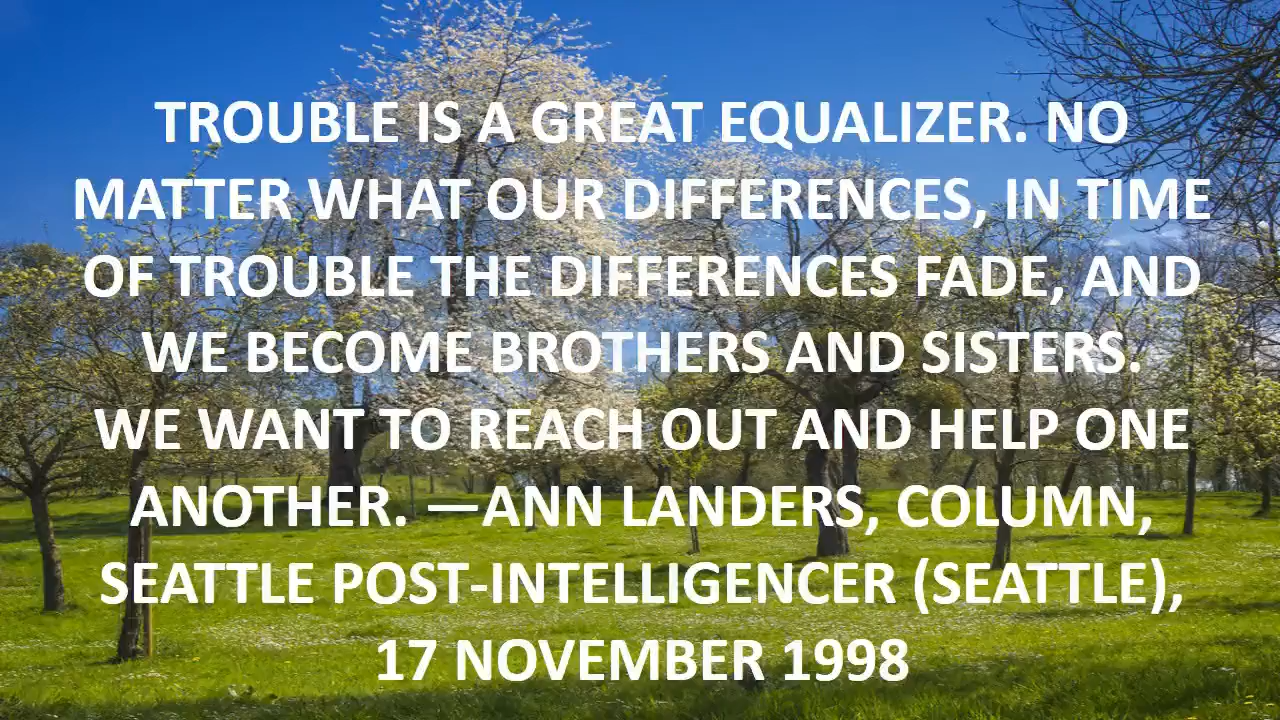 TROUBLE IS A GREAT EQUALIZER. NO
MATTER WHAT OUR DIFFERENCES, IN TIME
OF TROUBLE THE DIFFERENCES FADE, AND
WE BECOME BROTHERS AND SISTERS.
WE WANT TO REACH OUT AND HELP ONE
ANOTHER. —ANN LANDERS, COLUMN,
SEATTLE POST-INTELLIGENCER (SEATTLE),
17 NOVEMBER 1998